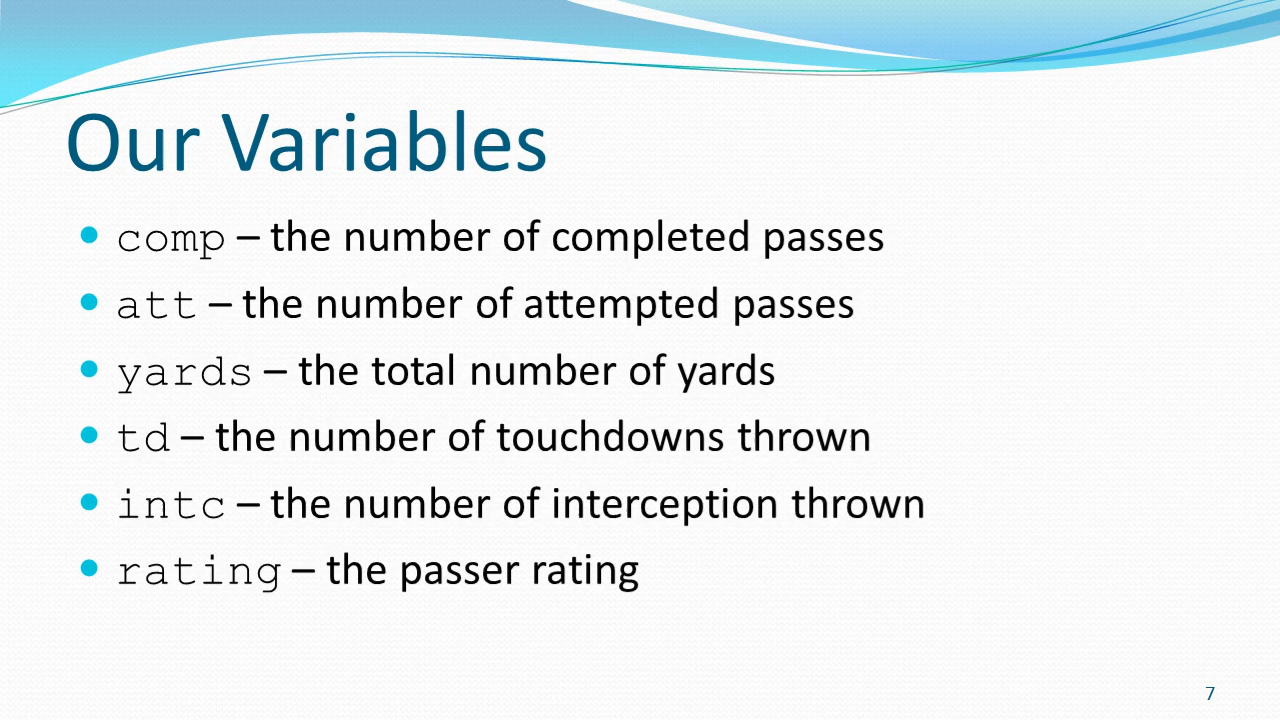 Our Variables
• comp – the number of completed passes
• att – the number of attempted passes
• yards – the total number of yards
• td – the number of touchdowns thrown
• intc – the number of interception thrown
• rating – the passer rating
7